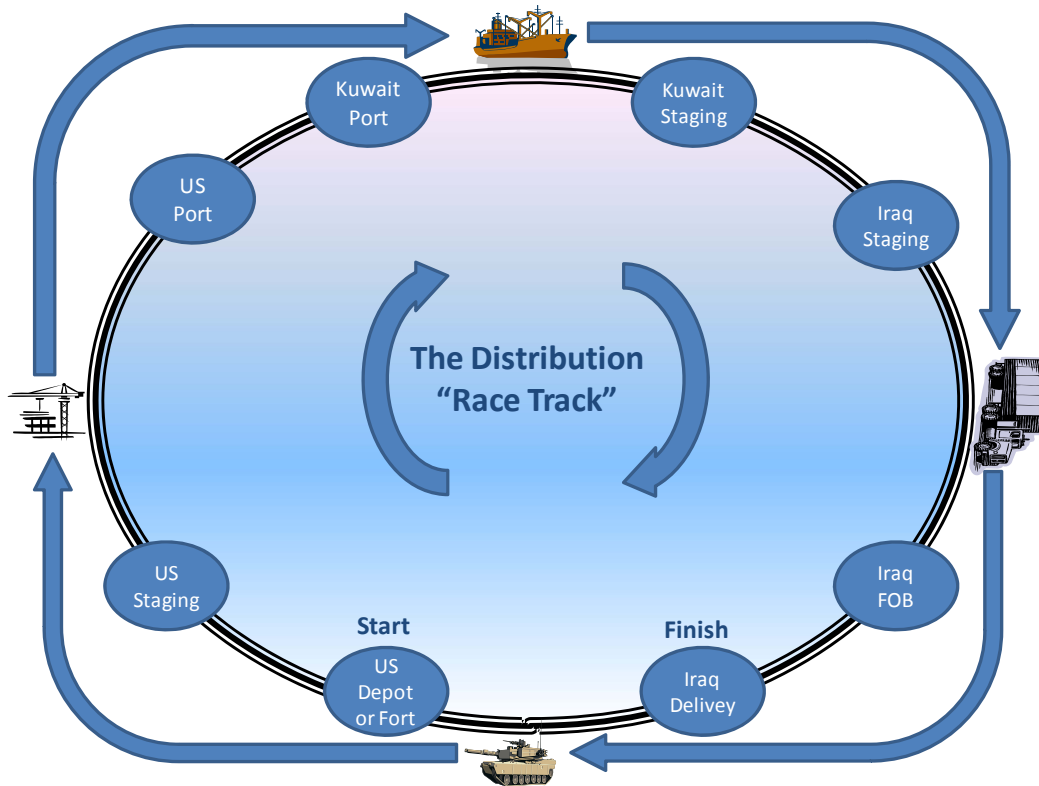 Kuwait
Port
Kuwait
Staging
US
Port
Iraq
Staging
The Distribution
“Race Track”
US
Staging
Iraq
FOB
Start
Finish
US
Depot
or Fort
Iraq
Delivey